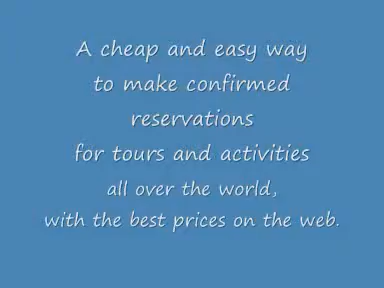 A cheap and easy way
to make confirmed
reservations
for tours and activities
all over the world,
with the best prices on the web.